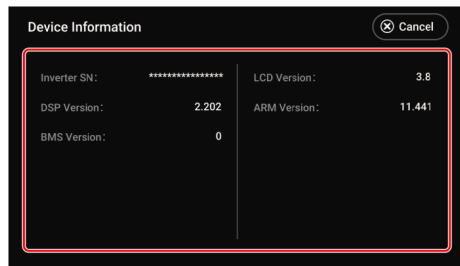 Device Information
Cancel
Inverter SN: ****************
DSP Version: 2.202
BMS Version: 0
LCD Version: 3.8
ARM Version: 11.441